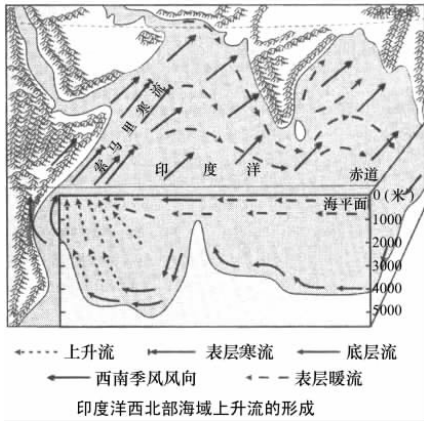 索马里寒流
印度洋
赤道
海平面
0 (米)
1000
2000
3000
4000
5000
上升流 表层寒流 底层流
西南季风风向 表层暖流
印度洋西北部海域上升流的形成